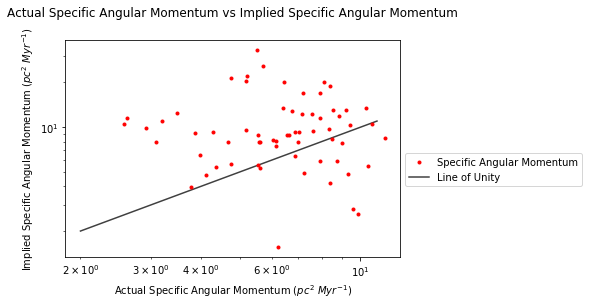 Actual Specific Angular Momentum vs Implied Specific Angular Momentum
Implied Specific Angular Momentum (pc² Myr⁻¹)
10¹
Specific Angular Momentum
Line of Unity
2 × 10⁰ 3 × 10⁰ 4 × 10⁰ 6 × 10⁰ 10¹
Actual Specific Angular Momentum (pc² Myr⁻¹)